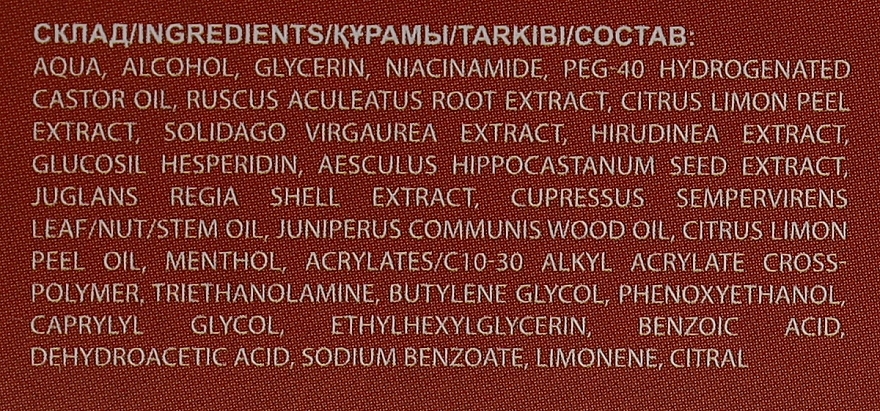 СКЛАД/INGREDIENTS/ҚҰРАМЫ/TARKIBI/СОСТАВ:
AQUA, ALCOHOL, GLYCERIN, NIACINAMIDE, PEG-40 HYDROGENATED
CASTOR OIL, RUSCUS ACULEATUS ROOT EXTRACT, CITRUS LIMON PEEL
EXTRACT, SOLIDAGO VIRGAUREA EXTRACT, HIRUDINEA EXTRACT,
GLUCOSIL HESPERIDIN, AESCULUS HIPPOCASTANUM SEED EXTRACT,
JUGLANS REGIA SHELL EXTRACT, CUPRESSUS SEMPERVIRENS
LEAF/NUT/STEM OIL, JUNIPERUS COMMUNIS WOOD OIL, CITRUS LIMON
PEEL OIL, MENTHOL, ACRYLATES/C10-30 ALKYL ACRYLATE CROSS-
POLYMER, TRIETHANOLAMINE, BUTYLENE GLYCOL, PHENOXYETHANOL,
CAPRYLYL GLYCOL, ETHYLHEXYLGLYCERIN, BENZOIC ACID,
DEHYDROACETIC ACID, SODIUM BENZOATE, LIMONENE, CITRAL